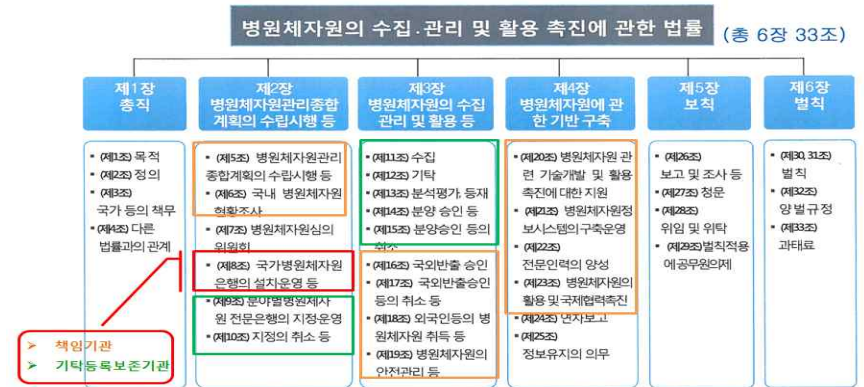 병원체자원의 수집.관리 및 활용 촉진에 관한 법률
(총 6장 33조)
제1장
총직
제2장
병원체자원관리종합
계획의 수립시행 등
제3장
병원체자원의 수집
관리 및 활용 등
제4장
병원체자원에 관
한 기반 구축
제5장
보칙
제6장
벌칙
• (제1조) 목적
• (제2조) 정의
• (제3조)
국가 등의 책무
• (제4조) 다른
법률과의 관계
• (제5조) 병원체자원관리
종합계획의 수립시행 등
• (제6조) 국내 병원체자원
현황조사
• (제7조) 병원체자원심의
위원회
• (제8조) 국가병원체자원
은행의 설치·운영 등
• (제9조) 분야별병원체자
원 전문은행의 지정·운영
• (제10조) 지정의 취소 등
• (제11조) 수집
• (제12조) 기탁
• (제13조) 분석평가, 등재
• (제14조) 분양 승인 등
• (제15조) 분양승인 등의
취소
• (제16조) 국외반출 승인
• (제17조) 국외반출승인
등의 취소 등
• (제18조) 외국인등의 병
원체자원 취득 등
• (제19조) 병원체자원의
안전관리 등
• (제20조) 병원체자원 관
련 기술개발 및 활용
촉진에 대한 지원
• (제21조) 병원체자원정
보시스템의구축운영
• (제22조)
전문인력의 양성
• (제23조) 병원체자원의
활용 및 국제협력촉진
• (제24조) 연차보고
• (제25조)
정보유지의 의무
• (제26조)
보고 및 조사 등
• (제27조) 청문
• (제28조)
위임 및 위탁
• (제29조)벌칙적용
에공무원의제
• (제30, 31조)
벌칙
• (제32조)
양벌규정
• (제33조)
과태료
➢ 책임기관
➢ 기탁등록보존기관